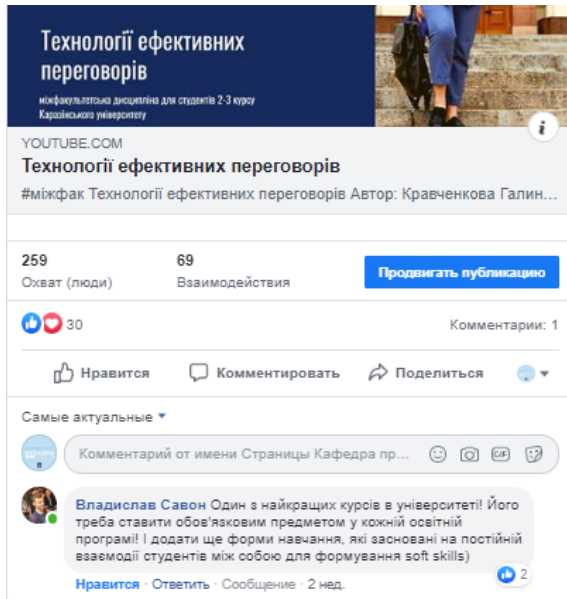 Технології ефективних
переговорів
міжфакультетська дисципліна для студентів 2-3 курсу
Каразінського університету
YOUTUBE.COM
Технології ефективних переговорів
#міжфак Технології ефективних переговорів Автор: Кравченкова Галин...
259
Охват (люди)
69
Взаимодействия
Продвигать публикацию
30
Комментарии: 1
Нравится
Комментировать
Поделиться
Самые актуальные
Комментарий от имени Страницы Кафедра пр...
GIF
Владислав Савон Один з найкращих курсів в університеті! Його
треба ставити обов'язковим предметом у кожній освітній
програмі! І додати ще форми навчання, які засновані на постійній
взаємодії студентів між собою для формування soft skills)
2
Нравится · Ответить · Сообщение · 2 нед.